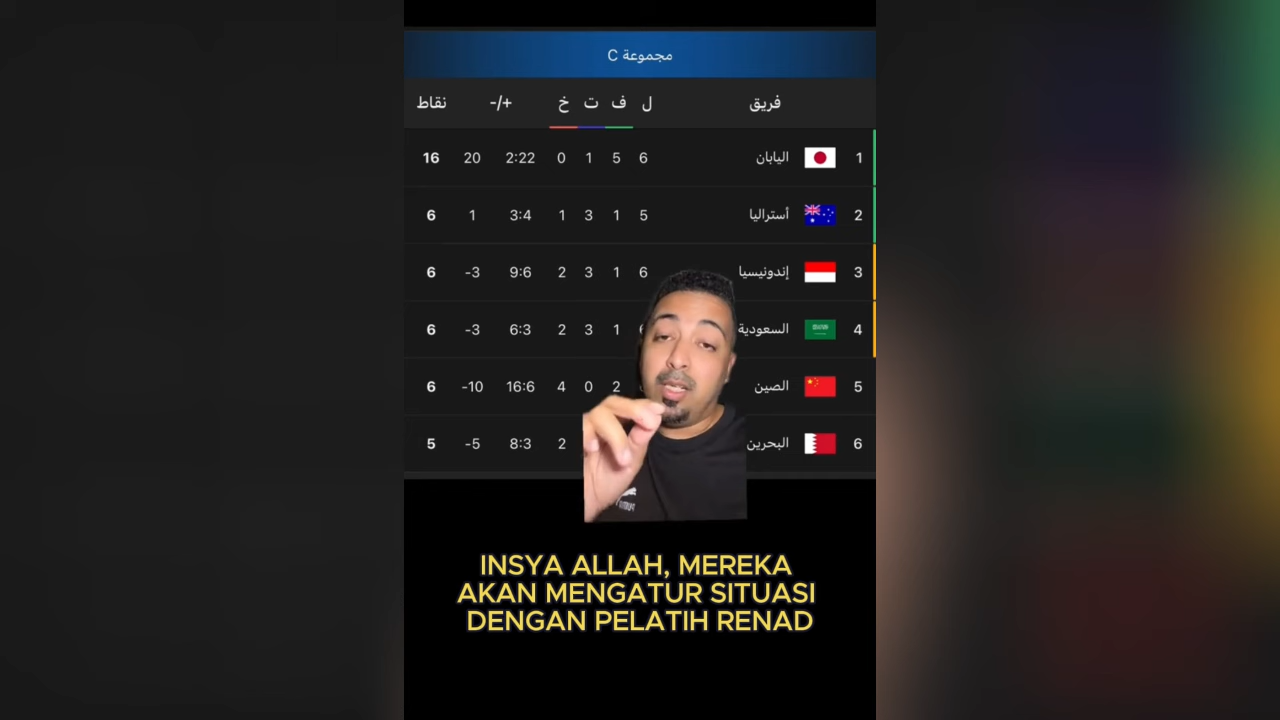 مجموعة C
فريق ل ف ت خ +/- نقاط
1 اليابان 6 5 1 0 2:22 20 16
2 أستراليا 5 1 3 1 3:4 1 6
3 إندونيسيا 6 1 3 2 9:6 -3 6
4 السعودية 1 3 2 6:3 -3 6
5 الصين 2 0 4 16:6 -10 6
6 البحرين 2 8:3 -5 5
INSYA ALLAH, MEREKA
AKAN MENGATUR SITUASI
DENGAN PELATIH RENAD